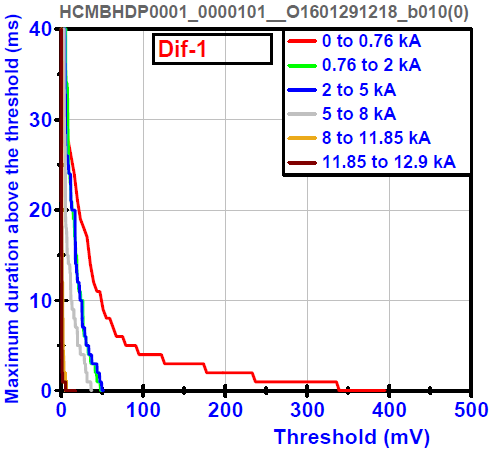 HCMBHDP0001_0000101__O1601291218_b010(0)
Dif-1
0 to 0.76 kA
0.76 to 2 kA
2 to 5 kA
5 to 8 kA
8 to 11.85 kA
11.85 to 12.9 kA
Maximum duration above the threshold (ms)
40
30
20
10
0
0 100 200 300 400 500
Threshold (mV)